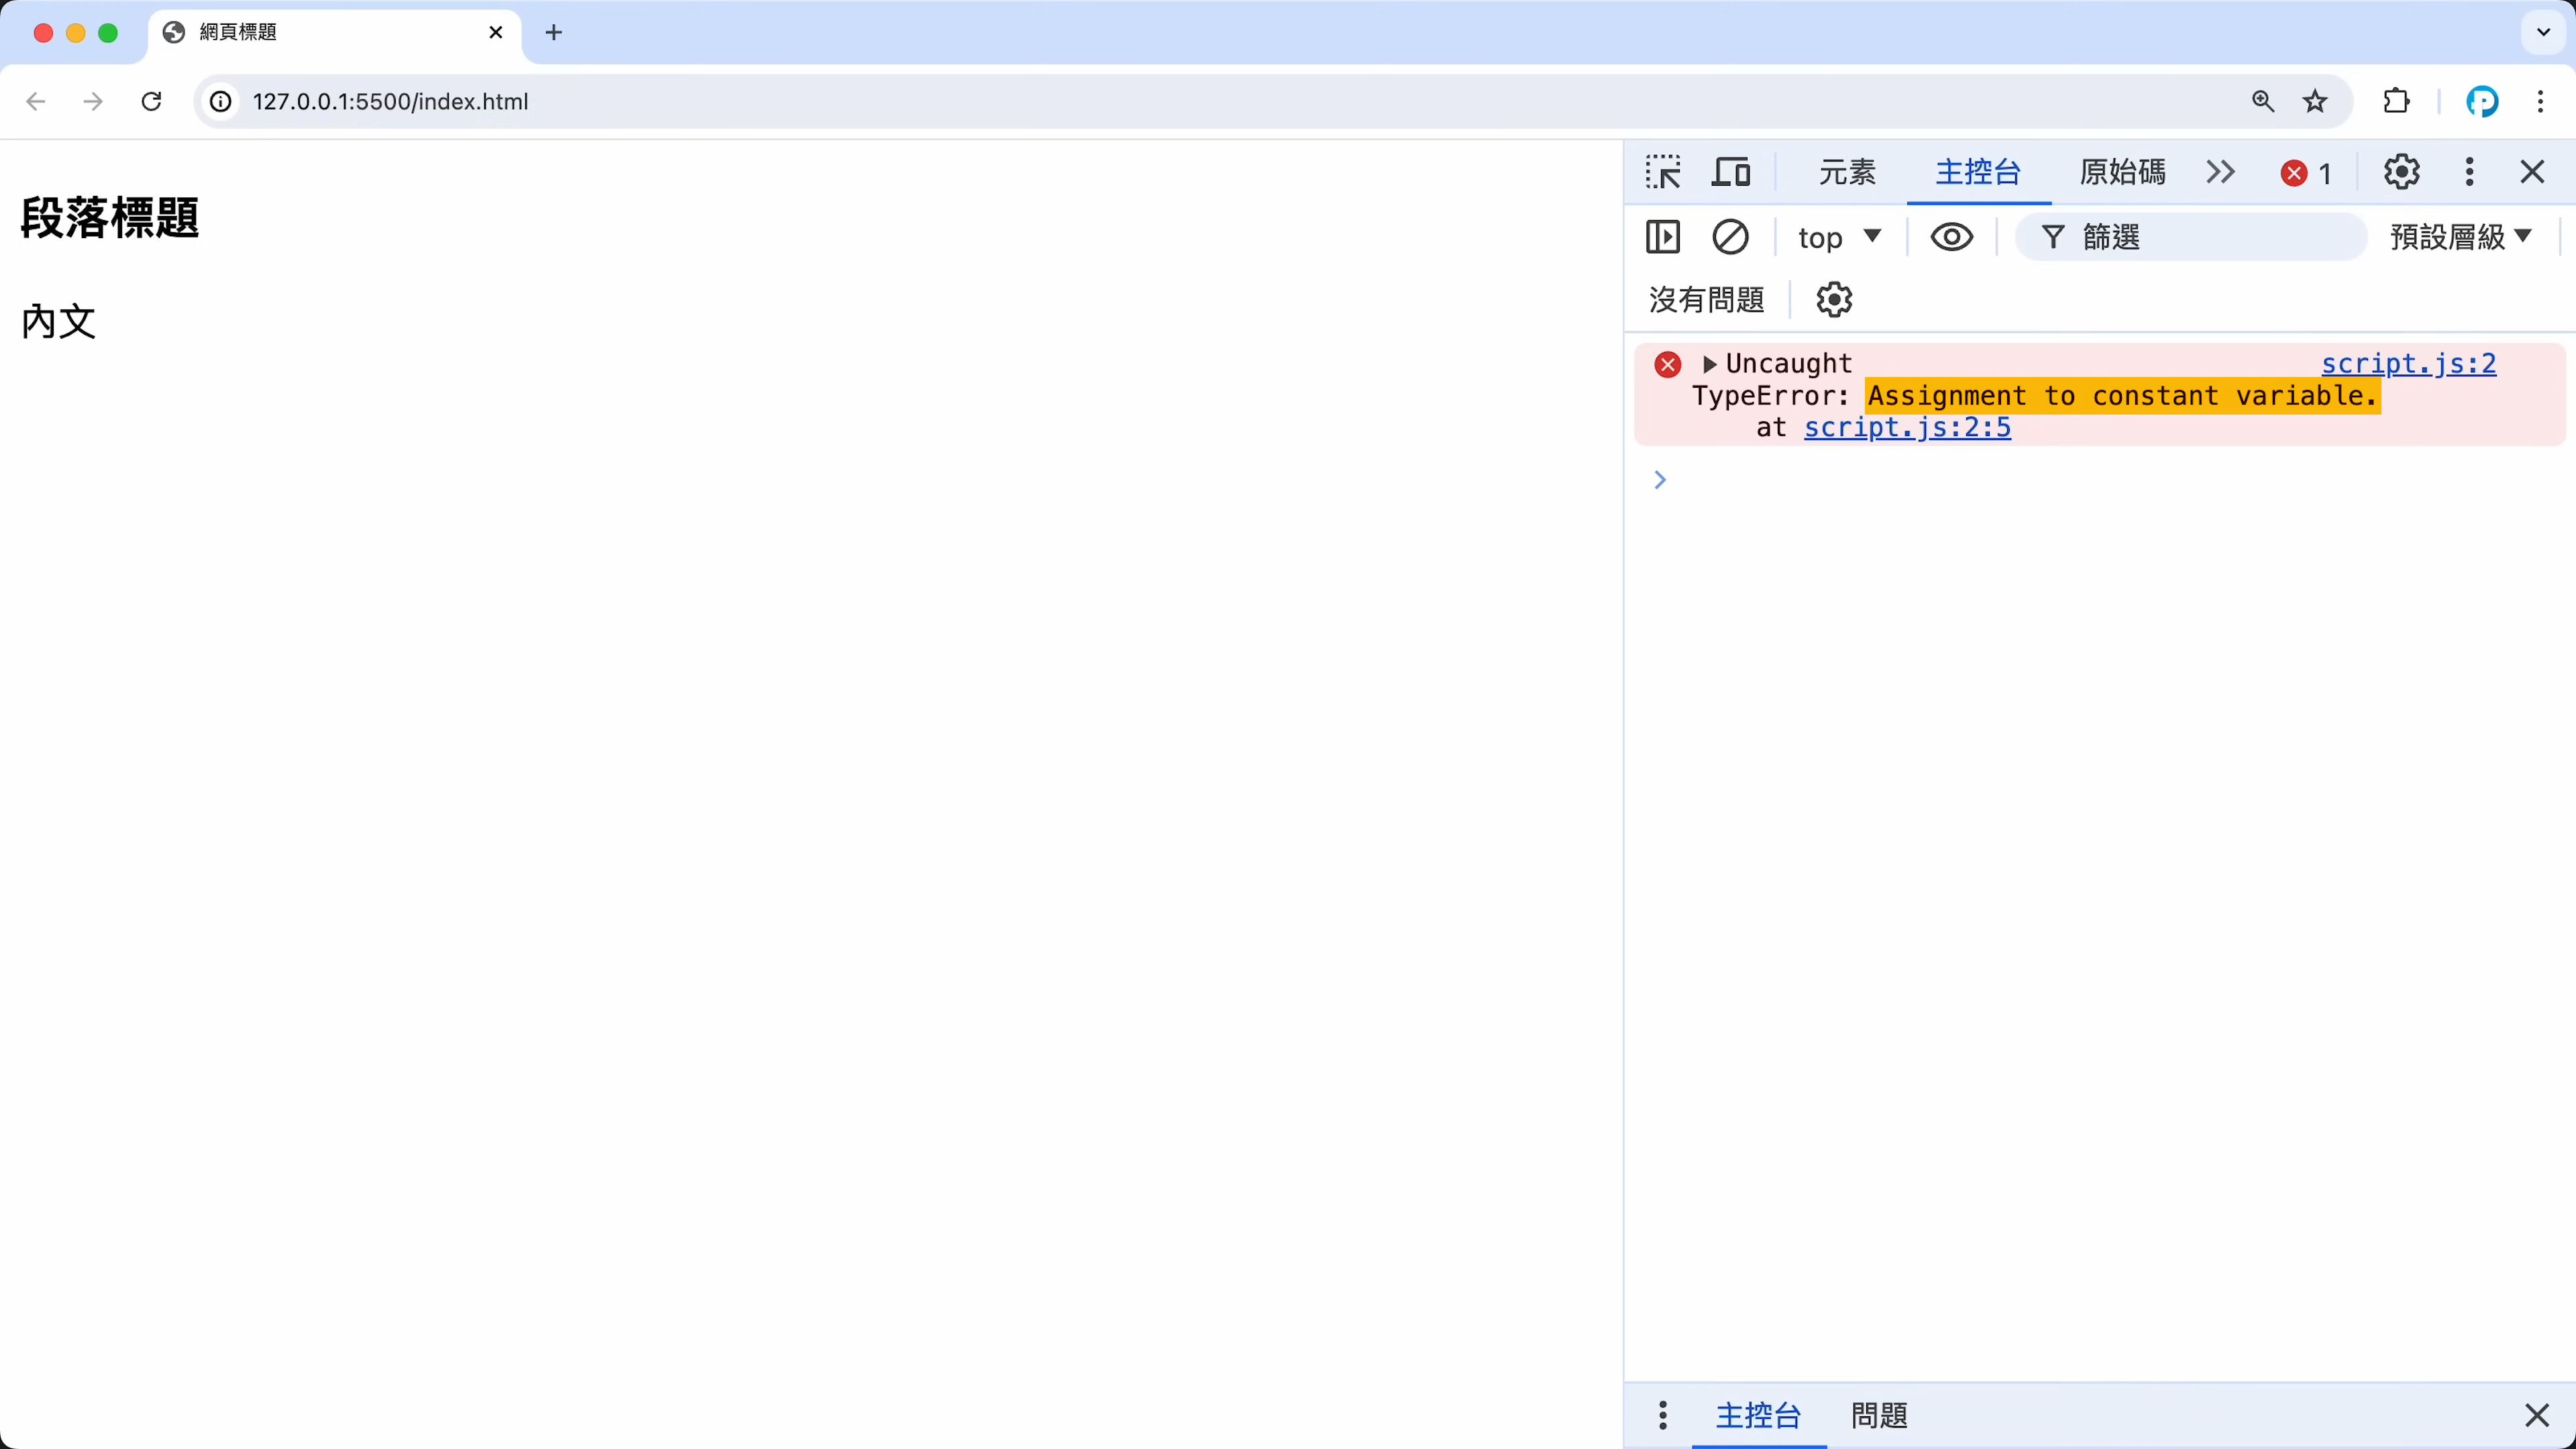 網頁標題
127.0.0.1:5500/index.html
段落標題
內文
元素 主控台 原始碼 1
top 篩選 預設層級
沒有問題
Uncaught script.js:2
TypeError: Assignment to constant variable.
at script.js:2:5
主控台 問題